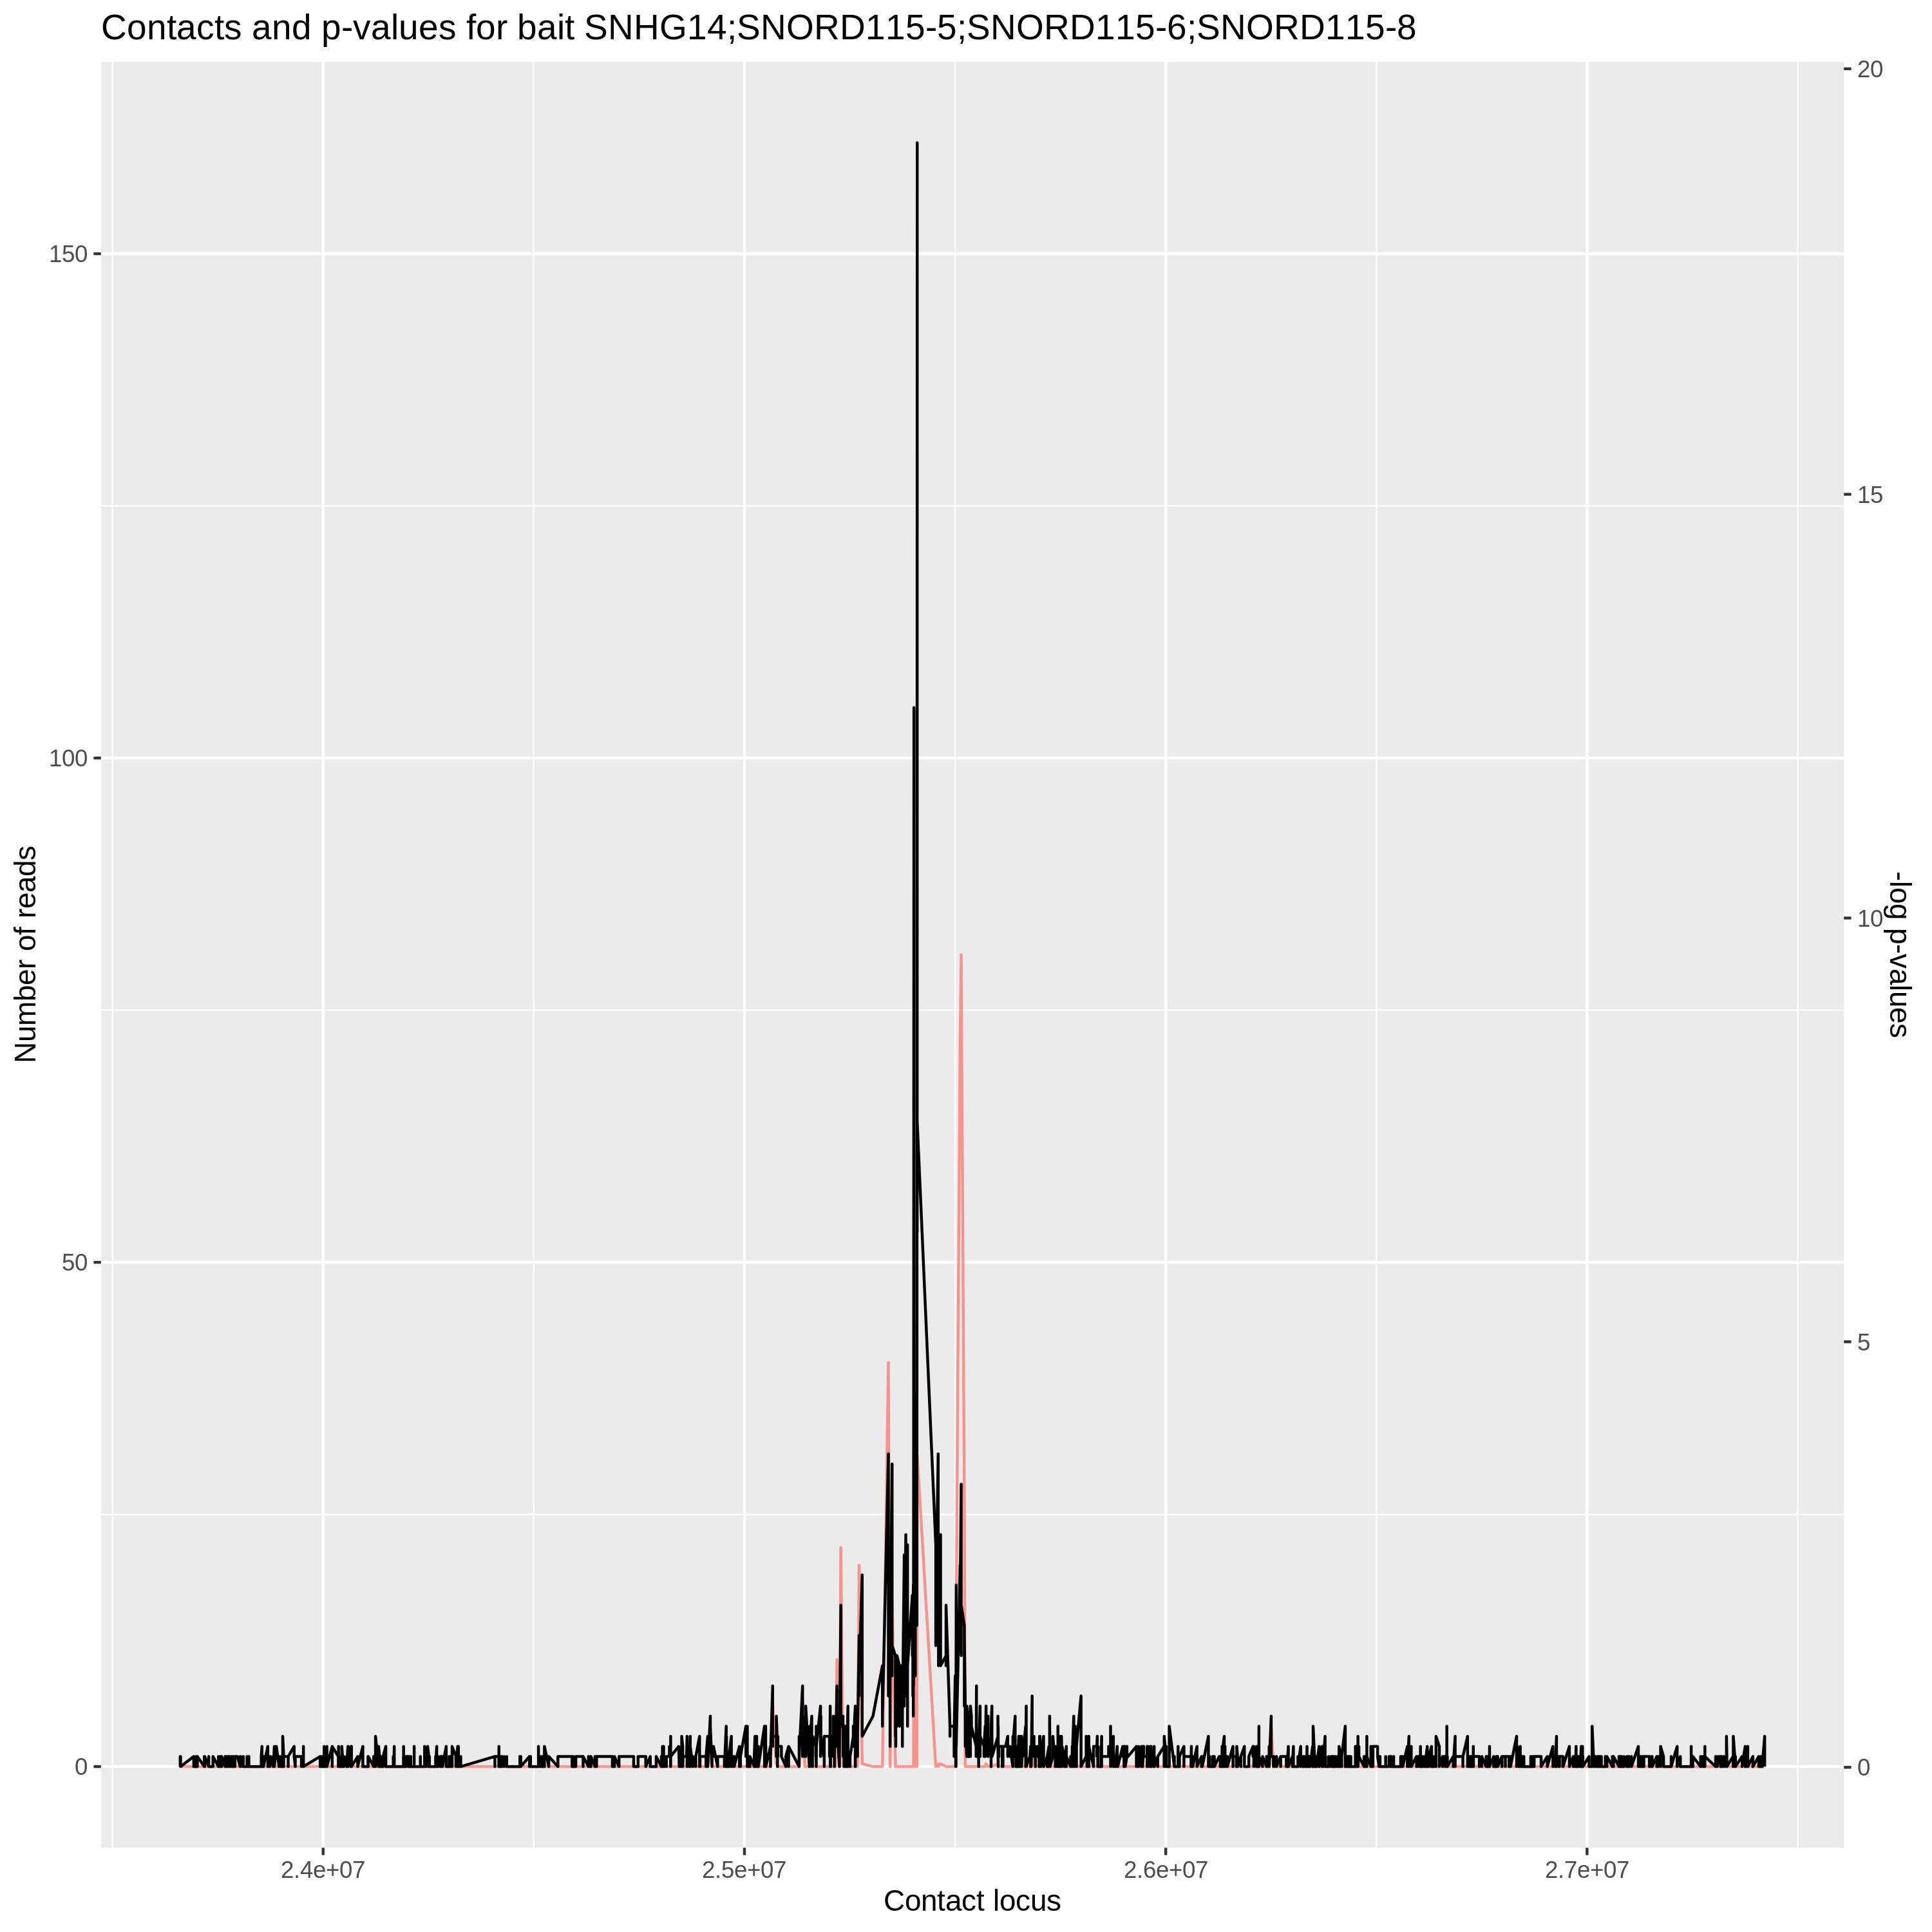 Contacts and p-values for bait SNHG14;SNORD115-5;SNORD115-6;SNORD115-8
20
150
15
100
10
Number of reads
-log p-values
50
5
0
0
2.4e+07
2.5e+07
2.6e+07
2.7e+07
Contact locus